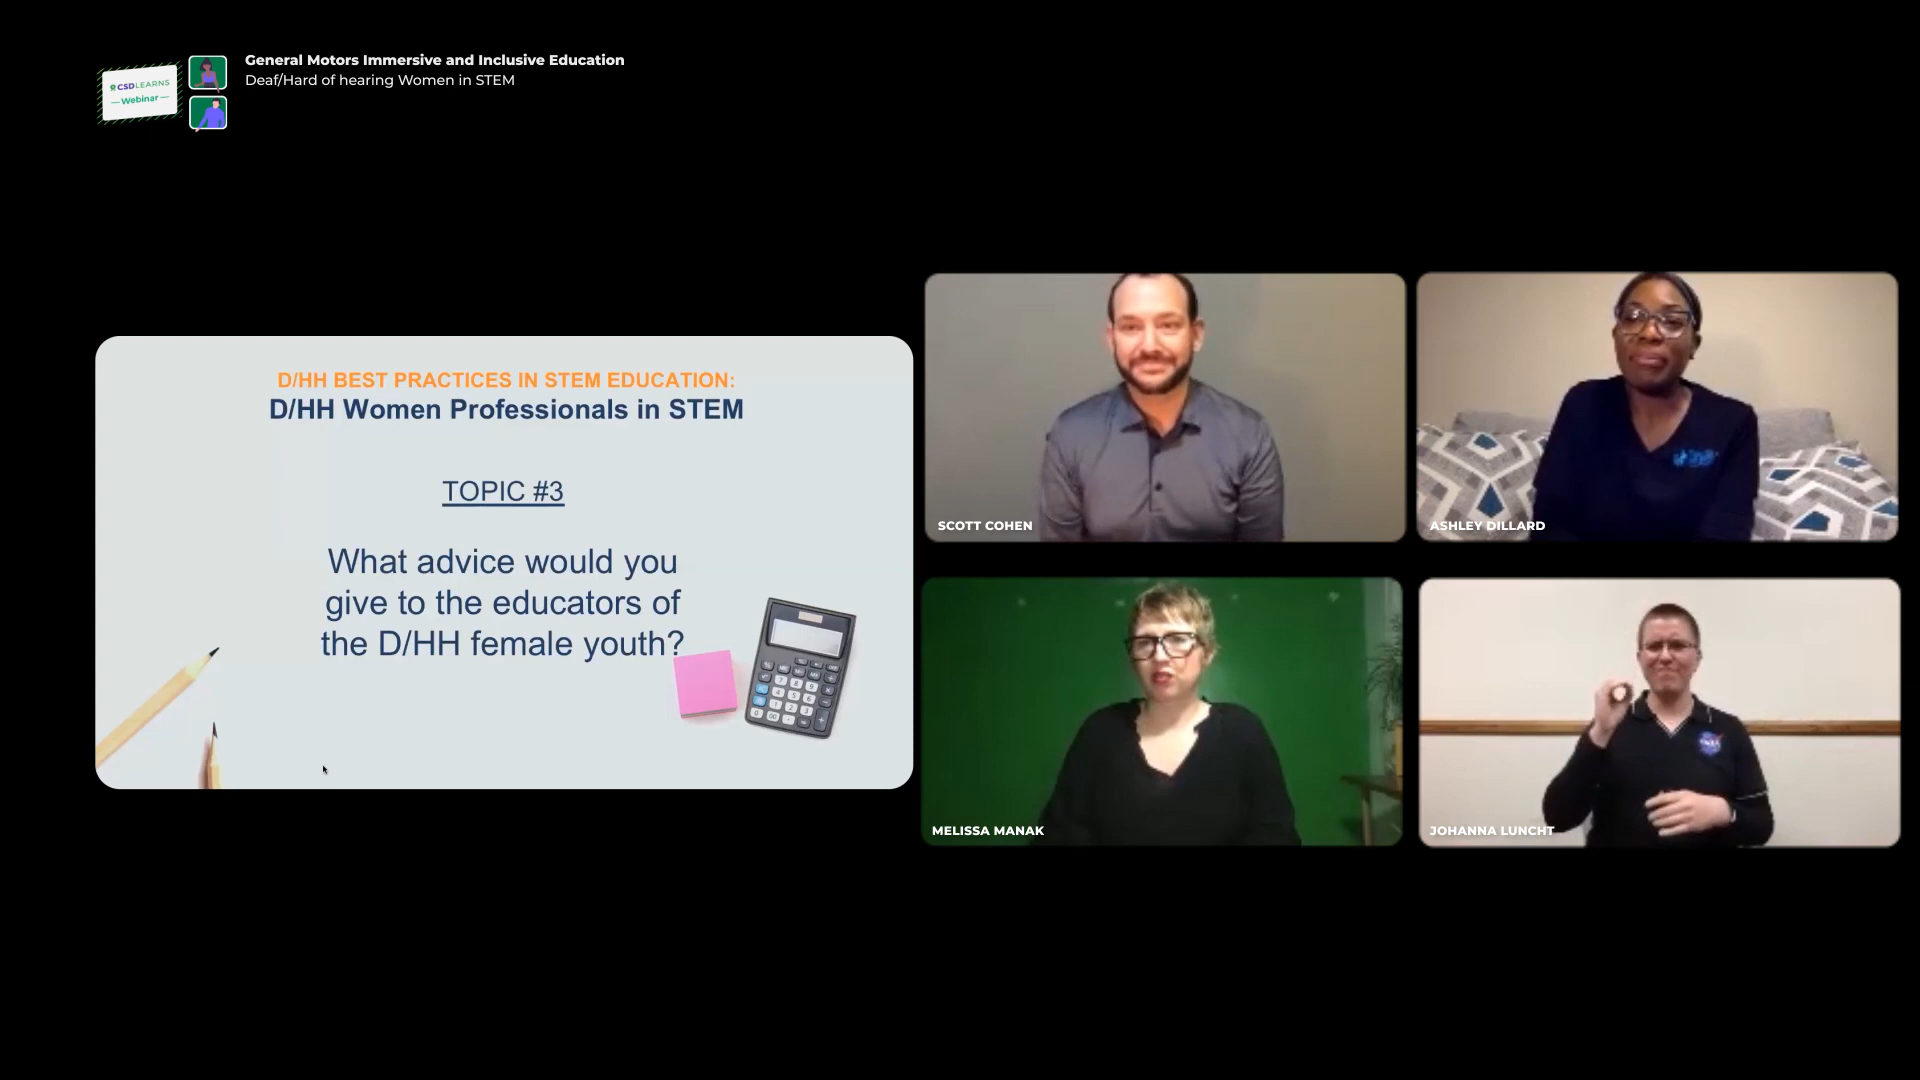 CSDLEARNS
— Webinar —
General Motors Immersive and Inclusive Education
Deaf/Hard of hearing Women in STEM
D/HH BEST PRACTICES IN STEM EDUCATION:
D/HH Women Professionals in STEM
TOPIC #3
What advice would you
give to the educators of
the D/HH female youth?
SCOTT COHEN
ASHLEY DILLARD
MELISSA MANAK
JOHANNA LUNCHT